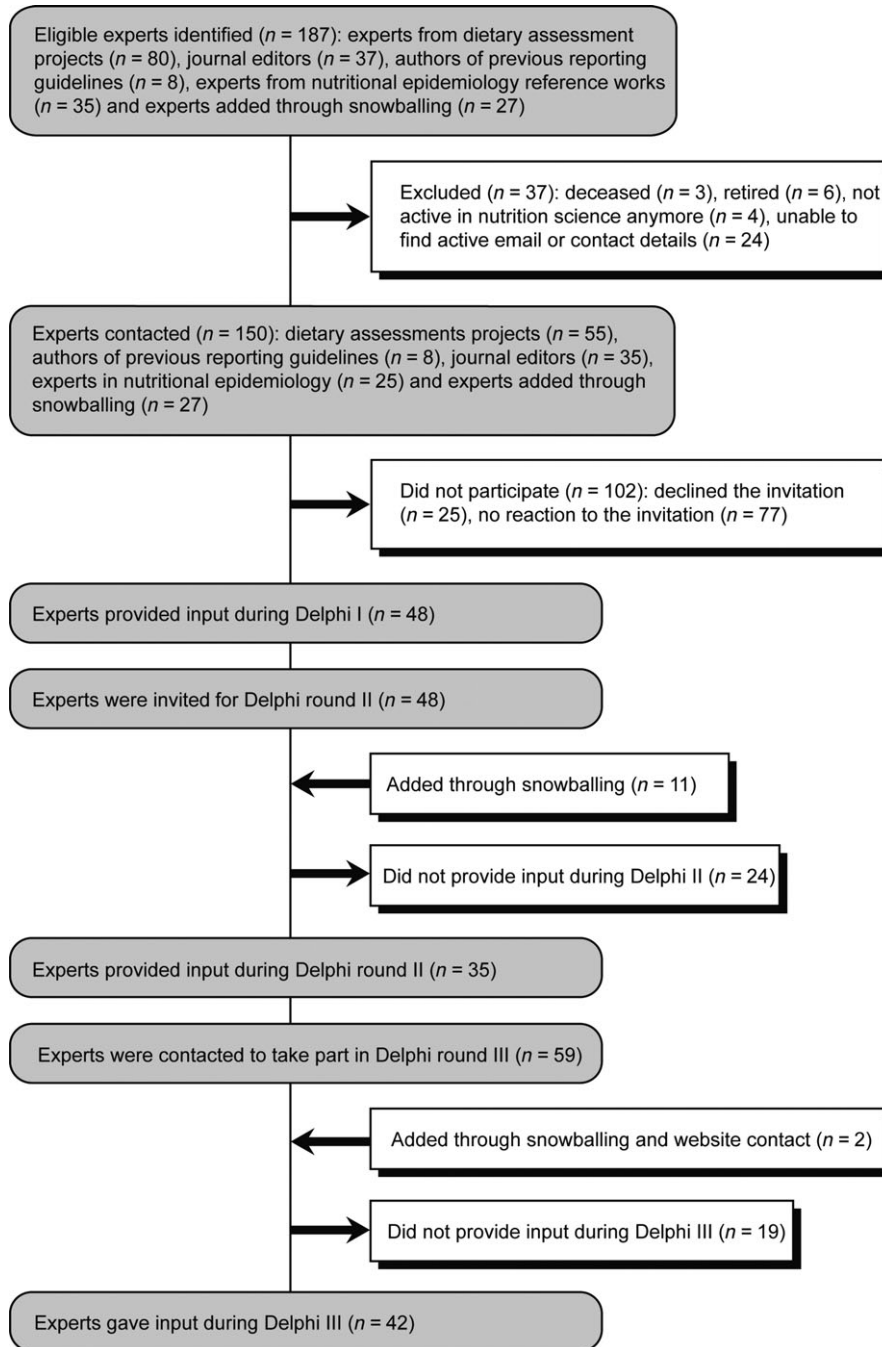 Eligible experts identified (n = 187): experts from dietary assessment
projects (n = 80), journal editors (n = 37), authors of previous reporting
guidelines (n = 8), experts from nutritional epidemiology reference works
(n = 35) and experts added through snowballing (n = 27)
Excluded (n = 37): deceased (n = 3), retired (n = 6), not
active in nutrition science anymore (n = 4), unable to
find active email or contact details (n = 24)
Experts contacted (n = 150): dietary assessments projects (n = 55),
authors of previous reporting guidelines (n = 8), journal editors (n = 35),
experts in nutritional epidemiology (n = 25) and experts added through
snowballing (n = 27)
Did not participate (n = 102): declined the invitation
(n = 25), no reaction to the invitation (n = 77)
Experts provided input during Delphi I (n = 48)
Experts were invited for Delphi round II (n = 48)
Added through snowballing (n = 11)
Did not provide input during Delphi II (n = 24)
Experts provided input during Delphi round II (n = 35)
Experts were contacted to take part in Delphi round III (n = 59)
Added through snowballing and website contact (n = 2)
Did not provide input during Delphi III (n = 19)
Experts gave input during Delphi III (n = 42)